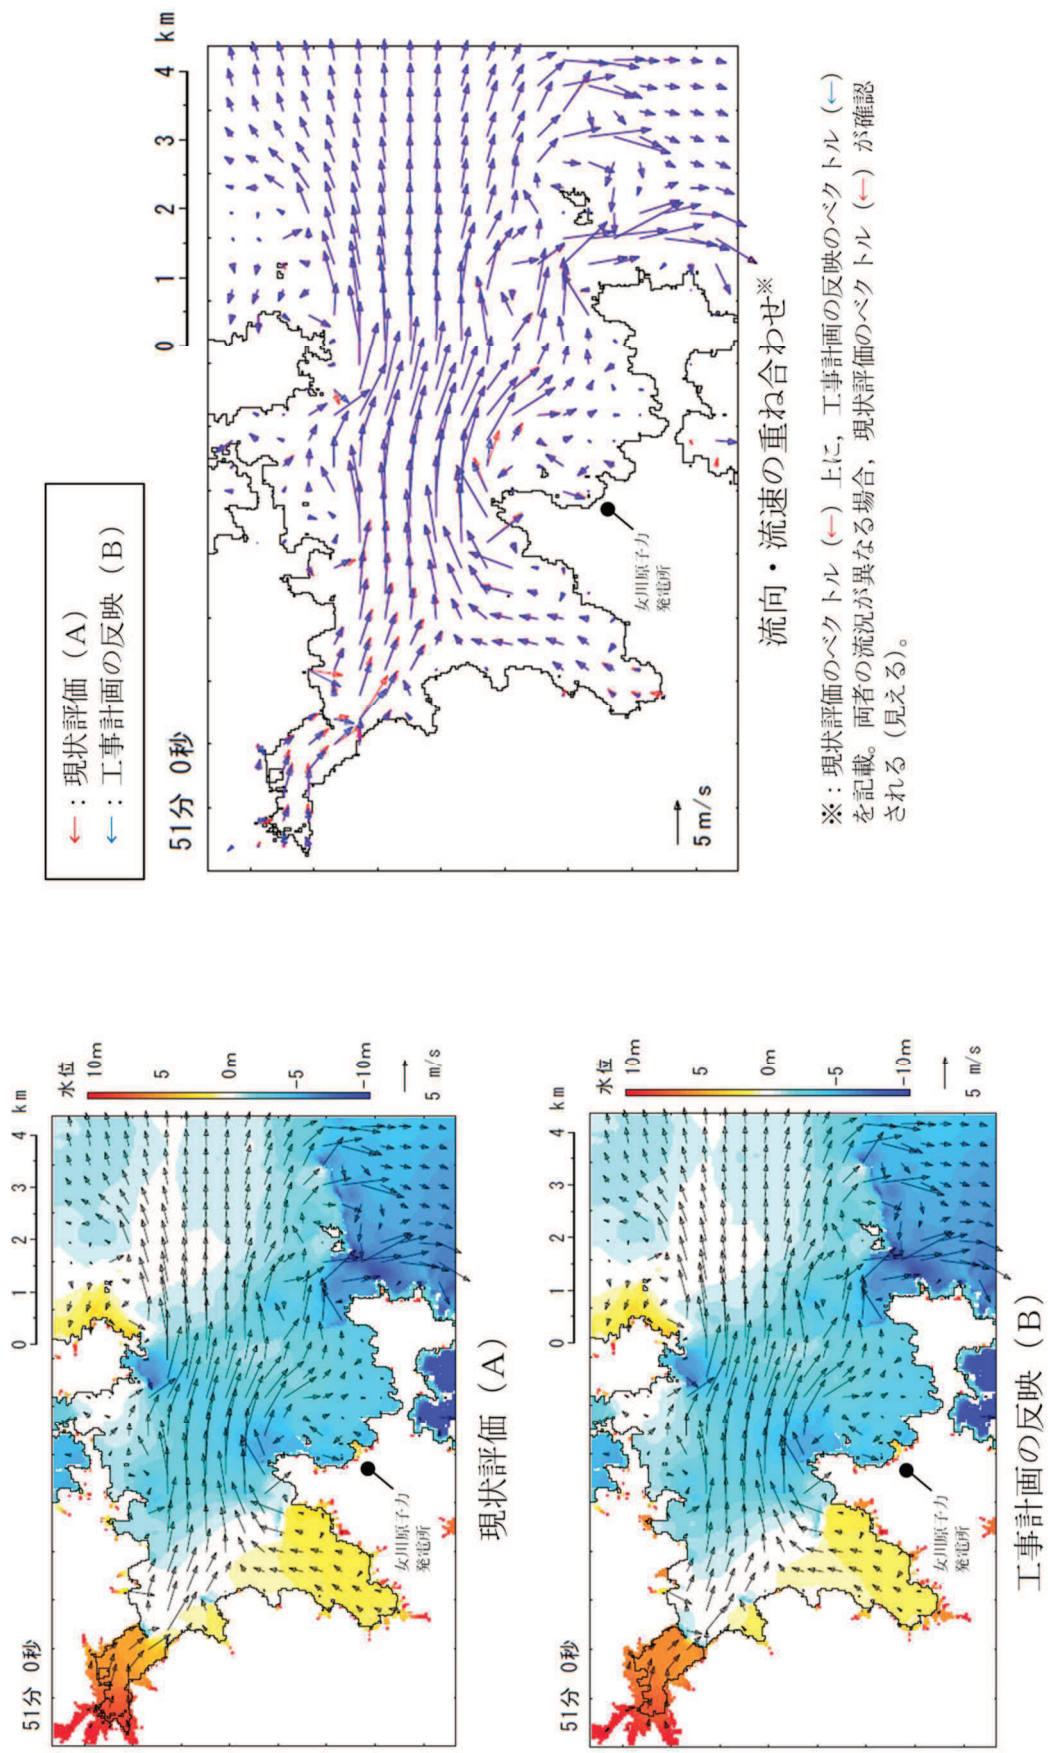 51分 0秒
0 1 2 3 4 km
水位
10m
5
0m
-5
-10m
5 m/s
女川原子力
発電所
現状評価（A）
51分 0秒
0 1 2 3 4 km
水位
10m
5
0m
-5
-10m
5 m/s
女川原子力
発電所
工事計画の反映（B）
←：現状評価（A）
←：工事計画の反映（B）
51分 0秒
0 1 2 3 4 km
5m/s
女川原子力
発電所
流向・流速の重ね合わせ※
※：現状評価のベクトル（←）上に，工事計画の反映のベクトル（←）
を記載。両者の流況が異なる場合，現状評価のベクトル（←）が確認
される（見える）。